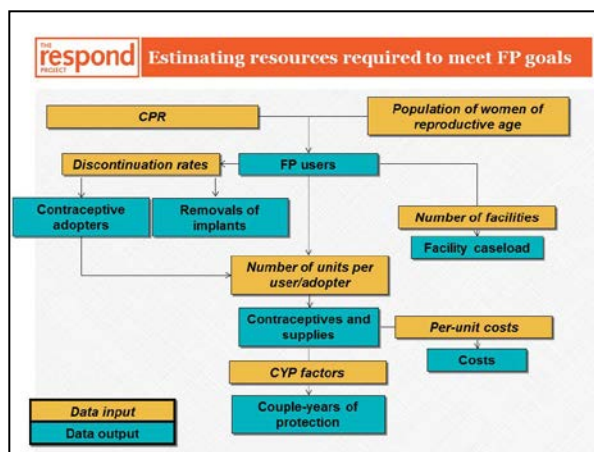 THE
respond
PROJECT
Estimating resources required to meet FP goals
CPR
Population of women of
reproductive age
Discontinuation rates
FP users
Contraceptive
adopters
Removals of
implants
Number of facilities
Facility caseload
Number of units per
user/adopter
Contraceptives and
supplies
Per-unit costs
Costs
CYP factors
Couple-years of
protection
Data input
Data output